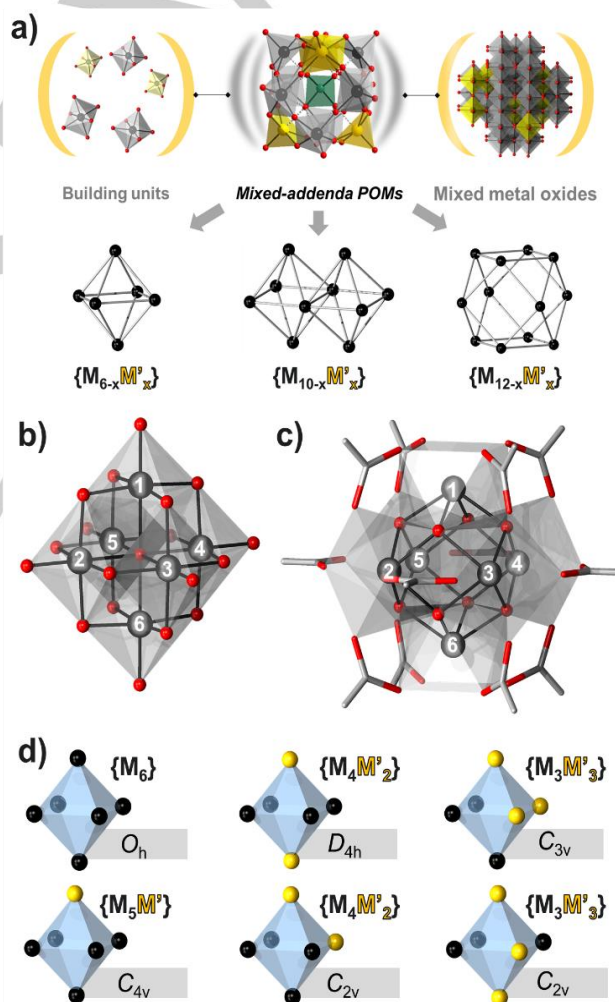 a)
Building units Mixed-addenda POMs Mixed metal oxides
{M6-xM'x} {M10-xM'x} {M12-xM'x}
b) c)
1 1
5 4 5 4
2 3 2 3
6 6
d)
{M6} {M4M'2} {M3M'3}
Oh D4h C3v
{M5M'} {M4M'2} {M3M'3}
C4v C2v C2v